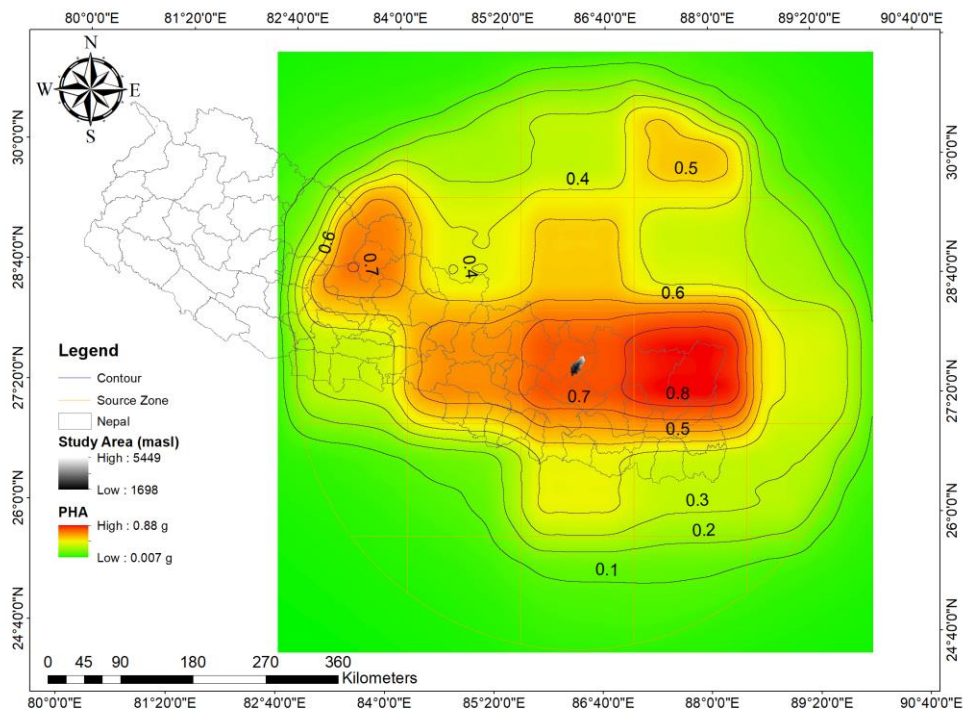 80°0'0"E 81°20'0"E 82°40'0"E 84°0'0"E 85°20'0"E 86°40'0"E 88°0'0"E 89°20'0"E 90°40'0"E
N
W E
S
30°0'0"N
30°0'0"N
0.5
0.4
0.6
0.7
0.4
28°40'0"N
28°40'0"N
0.6
Legend
Contour
Source Zone
Nepal
Study Area (masl)
High : 5449
Low : 1698
PHA
High : 0.88 g
Low : 0.007 g
27°20'0"N
27°20'0"N
0.7
0.8
0.5
26°0'0"N
26°0'0"N
0.3
0.2
0.1
24°40'0"N
24°40'0"N
0 45 90 180 270 360
Kilometers
80°0'0"E 81°20'0"E 82°40'0"E 84°0'0"E 85°20'0"E 86°40'0"E 88°0'0"E 89°20'0"E 90°40'0"E